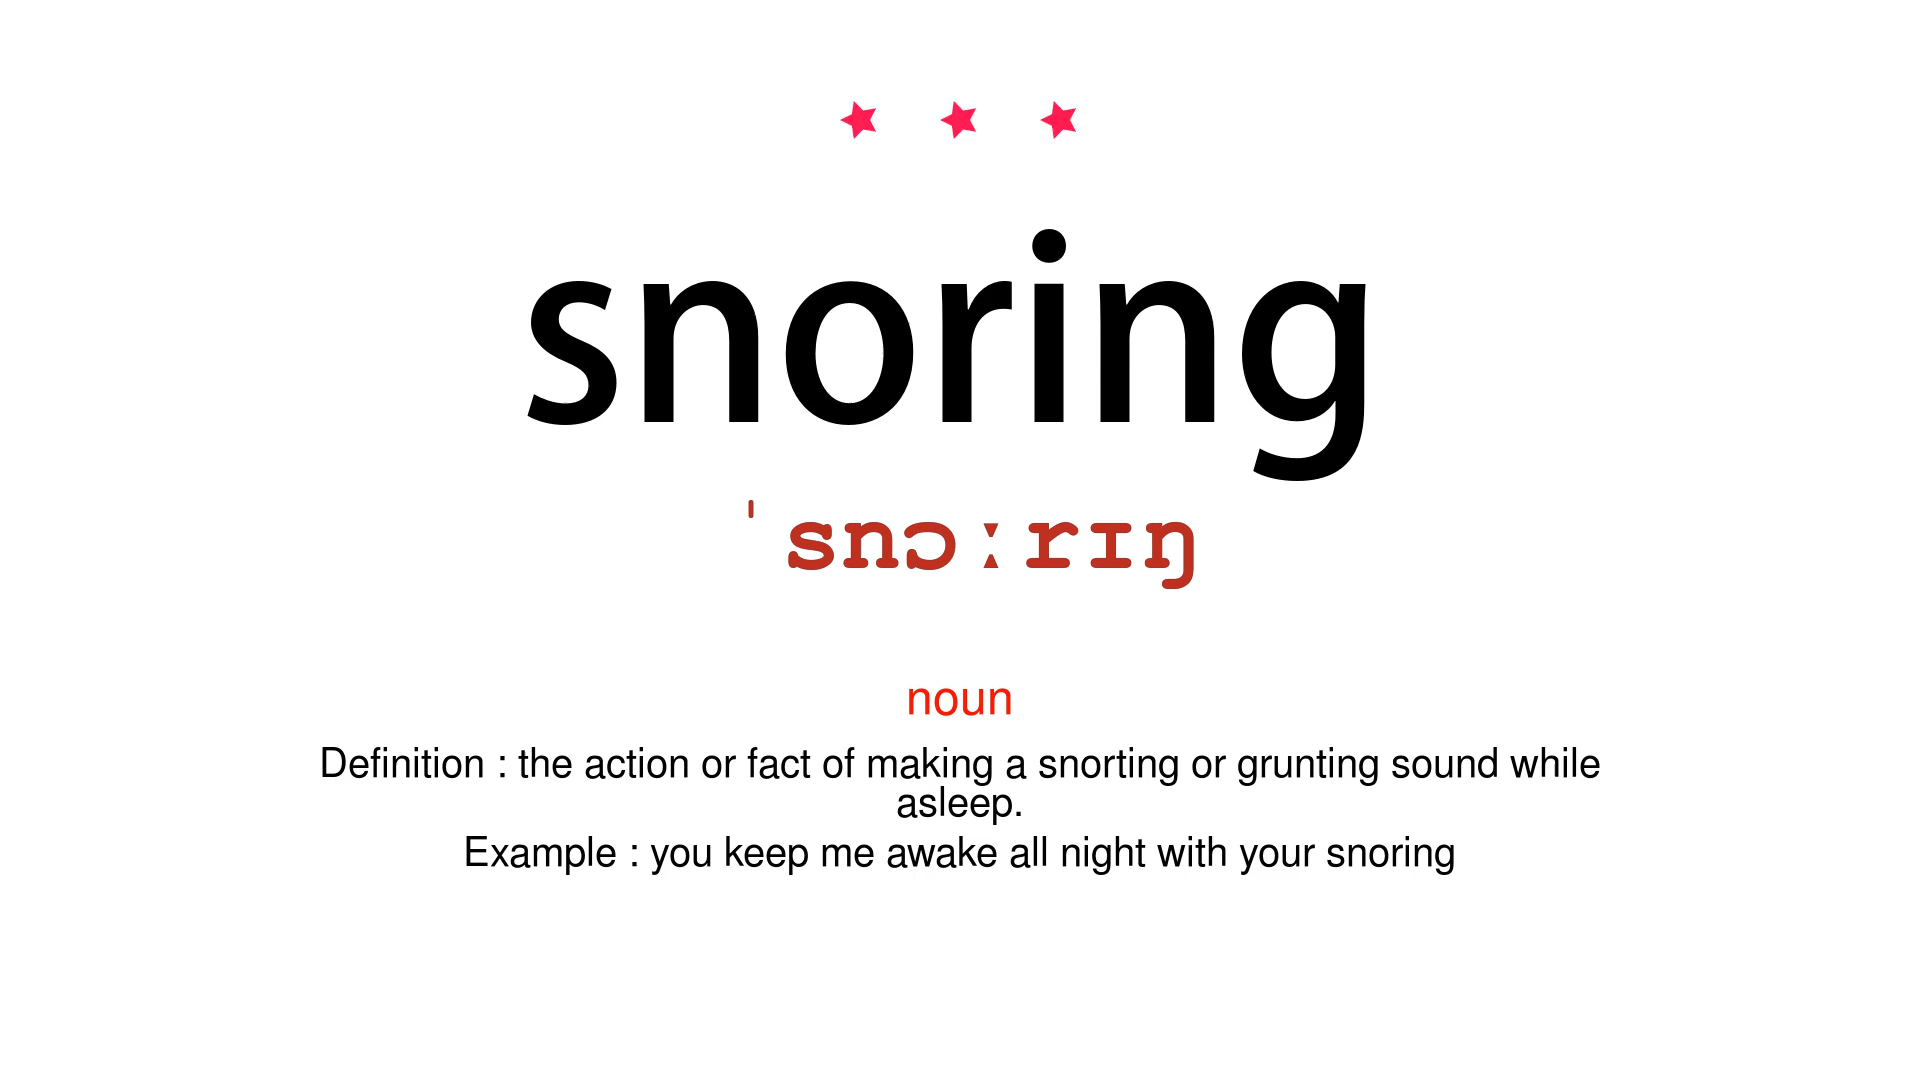 snoring
ˈsnɔːrɪŋ
noun
Definition : the action or fact of making a snorting or grunting sound while
asleep.
Example : you keep me awake all night with your snoring